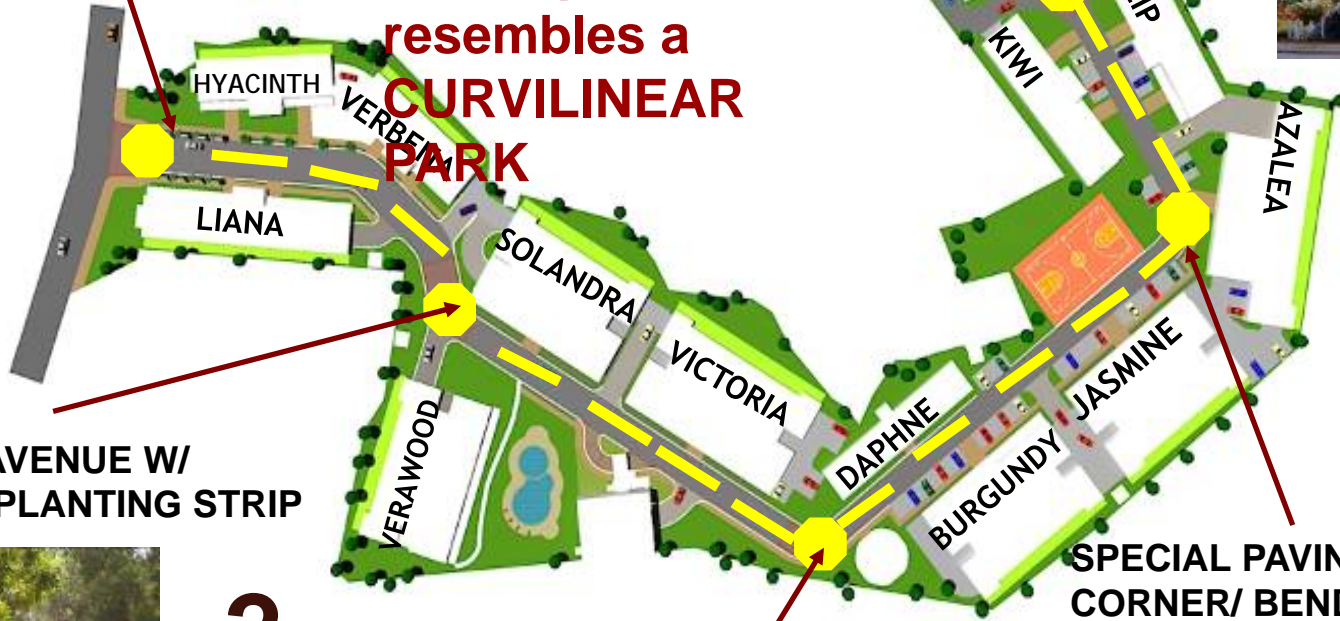 resembles a
CURVILINEAR
PARK
HYACINTH
VERBENA
KIWI
AZALEA
LIANA
SOLANDRA
VICTORIA
JASMINE
DAPHNE
BURGUNDY
VERAWOOD
AVENUE W/
PLANTING STRIP
SPECIAL PAVIN
CORNER/ BEND